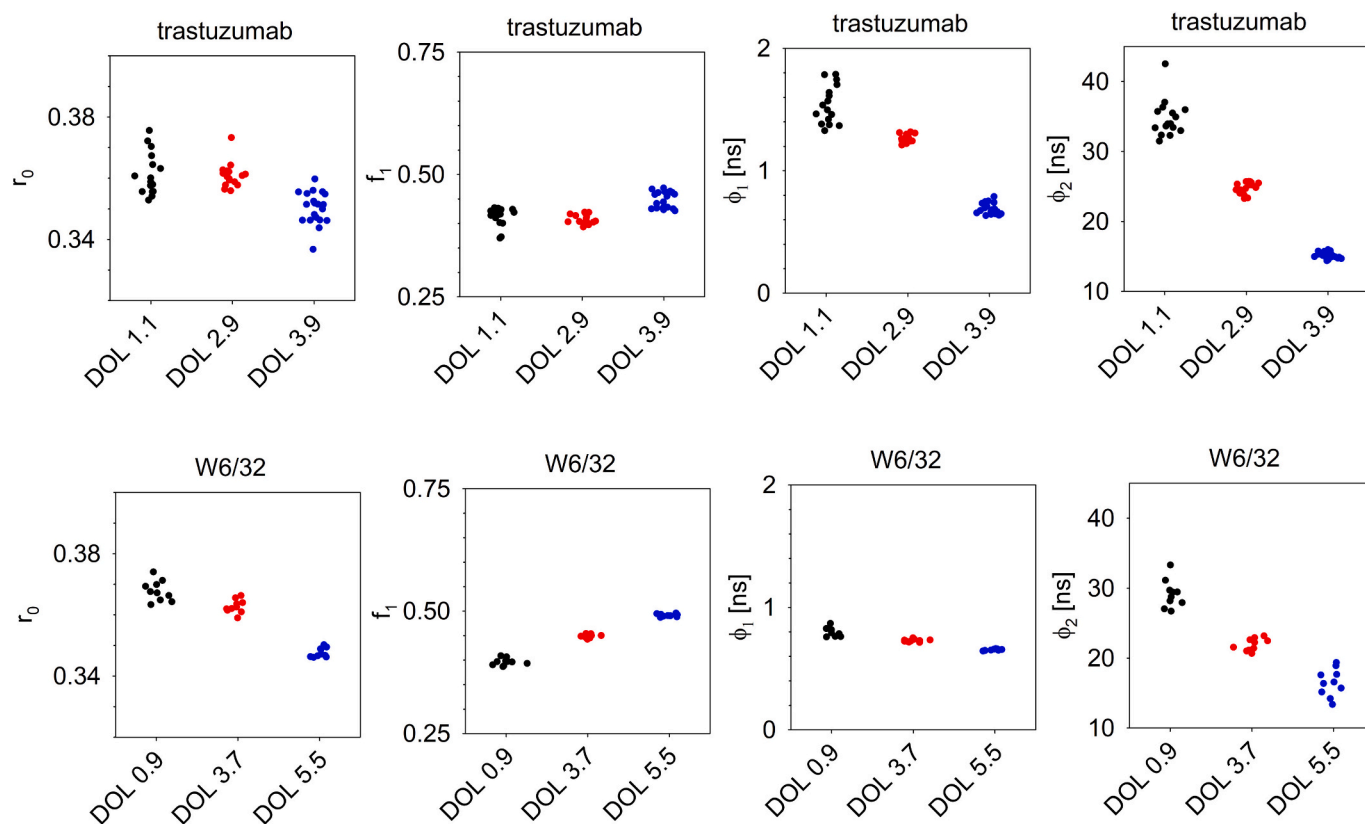 trastuzumab
r0
0.38
0.34
DOL 1.1
DOL 2.9
DOL 3.9
trastuzumab
f1
0.75
0.50
0.25
DOL 1.1
DOL 2.9
DOL 3.9
trastuzumab
ϕ1 [ns]
2
1
0
DOL 1.1
DOL 2.9
DOL 3.9
trastuzumab
ϕ2 [ns]
40
30
20
10
DOL 1.1
DOL 2.9
DOL 3.9
W6/32
r0
0.38
0.34
DOL 0.9
DOL 3.7
DOL 5.5
W6/32
f1
0.75
0.50
0.25
DOL 0.9
DOL 3.7
DOL 5.5
W6/32
ϕ1 [ns]
2
1
0
DOL 0.9
DOL 3.7
DOL 5.5
W6/32
ϕ2 [ns]
40
30
20
10
DOL 0.9
DOL 3.7
DOL 5.5